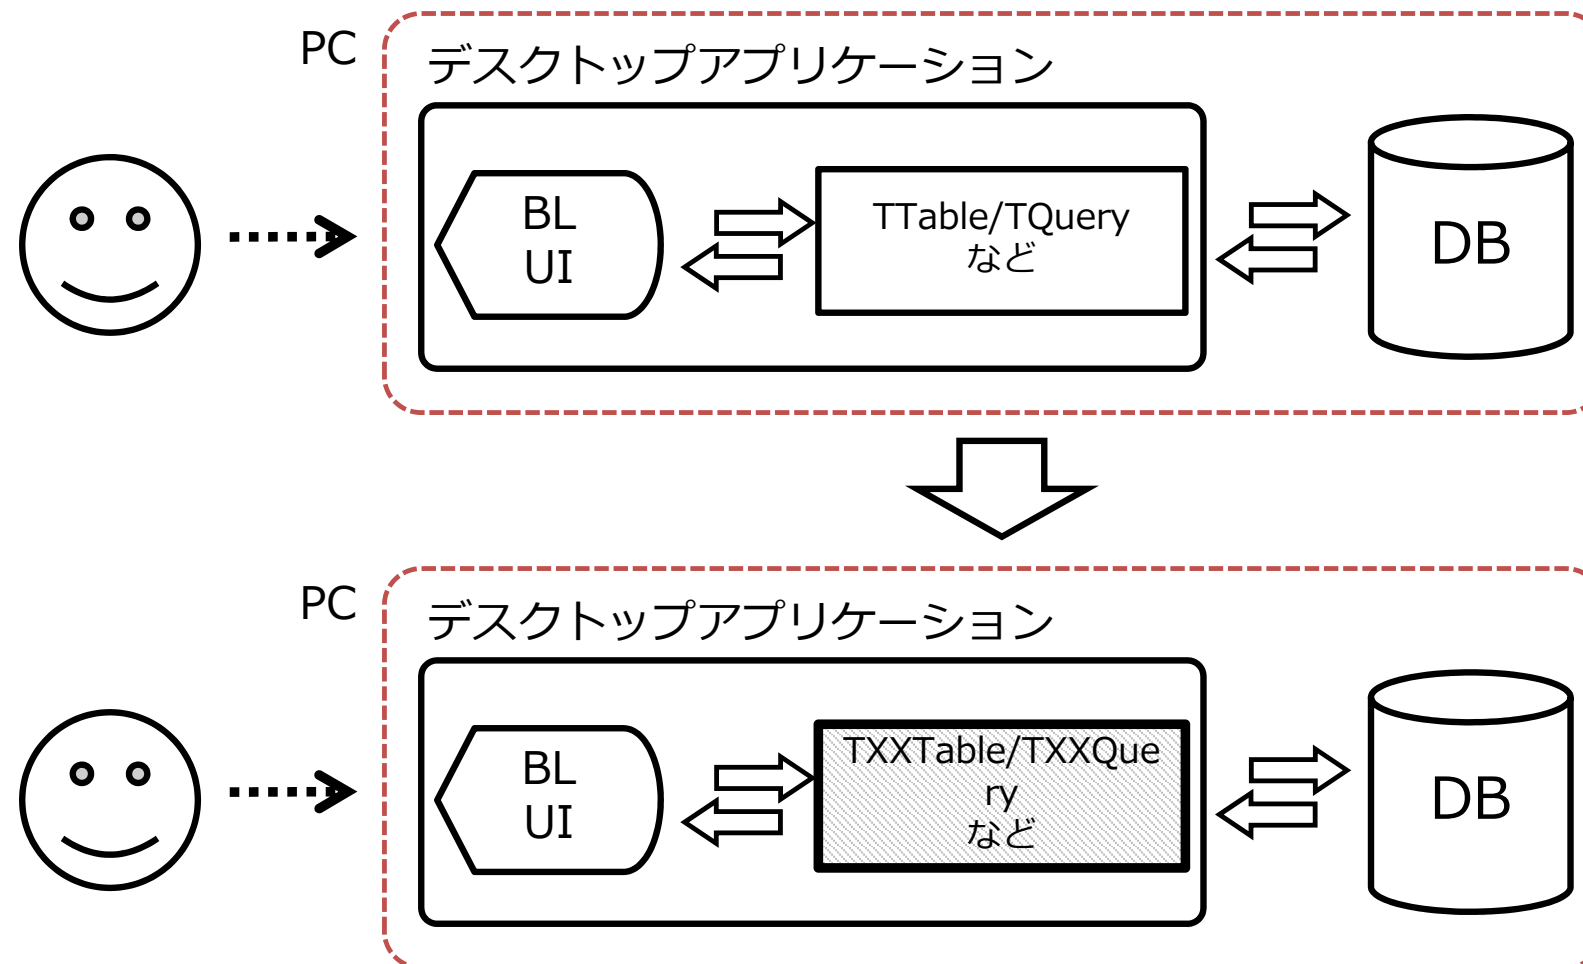 PC
デスクトップアプリケーション
BL
UI
TTable/TQuery
など
DB
PC
デスクトップアプリケーション
BL
UI
TXXTable/TXXQue
ry
など
DB